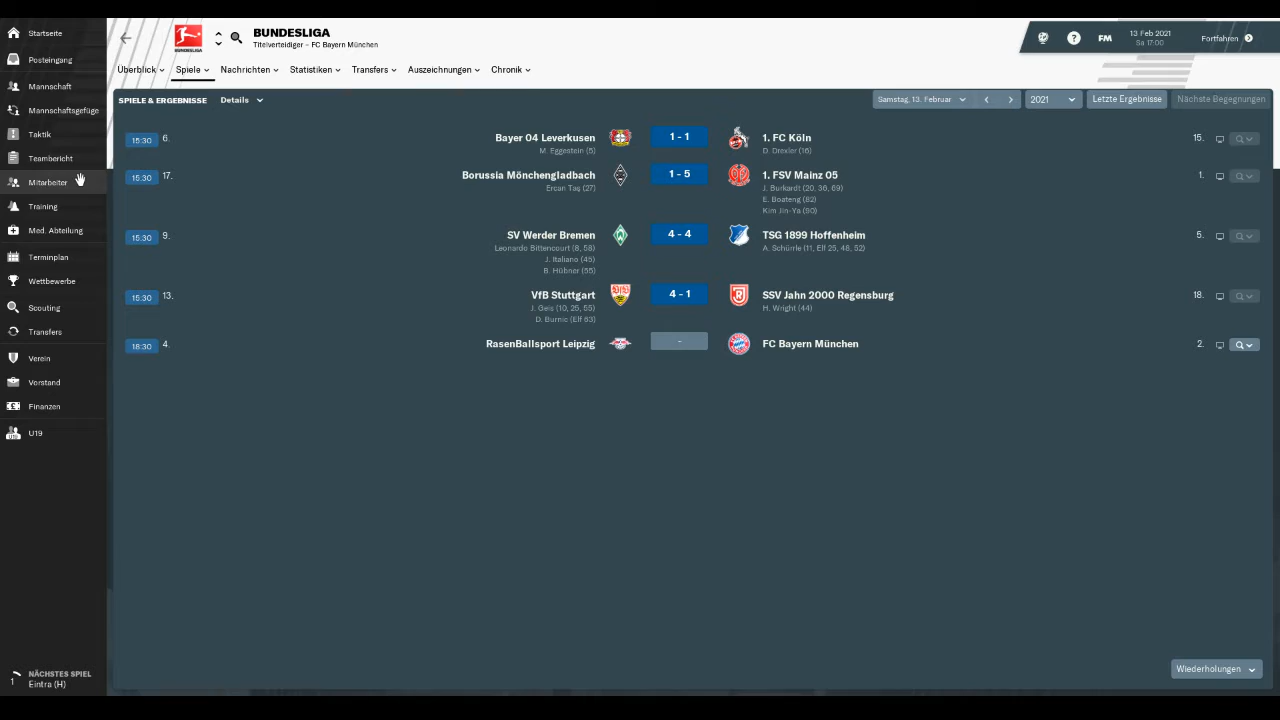 Startseite
Posteingang
Mannschaft
Mannschaftsgefüge
Taktik
Teambericht
Mitarbeiter
Training
Med. Abteilung
Terminplan
Wettbewerbe
Scouting
Transfers
Verein
Vorstand
Finanzen
U19
NÄCHSTES SPIEL
Eintra (H)
BUNDESLIGA
Titelverteidiger – FC Bayern München
FM
13 Feb 2021
Sa 17:00
Fortfahren
Überblick Spiele Nachrichten Statistiken Transfers Auszeichnungen Chronik
SPIELE & ERGEBNISSE Details Samstag, 13. Februar 2021 Letzte Ergebnisse Nächste Begegnungen
15:30 6. Bayer 04 Leverkusen 1 - 1 1. FC Köln 15.
M. Eggestein (5) D. Drexler (16)
15:30 17. Borussia Mönchengladbach 1 - 5 1. FSV Mainz 05 1.
Ercan Taş (27) J. Burkardt (20, 36, 69)
E. Boateng (82)
Kim Jin-Ya (90)
15:30 9. SV Werder Bremen 4 - 4 TSG 1899 Hoffenheim 5.
Leonardo Bittencourt (8, 58) A. Schürrle (11, Elf 25, 48, 52)
J. Italiano (45)
B. Hübner (55)
15:30 13. VfB Stuttgart 4 - 1 SSV Jahn 2000 Regensburg 18.
J. Geis (10, 25, 55) H. Wright (44)
D. Burnic (Elf 63)
18:30 4. RasenBallsport Leipzig - FC Bayern München 2.
Wiederholungen